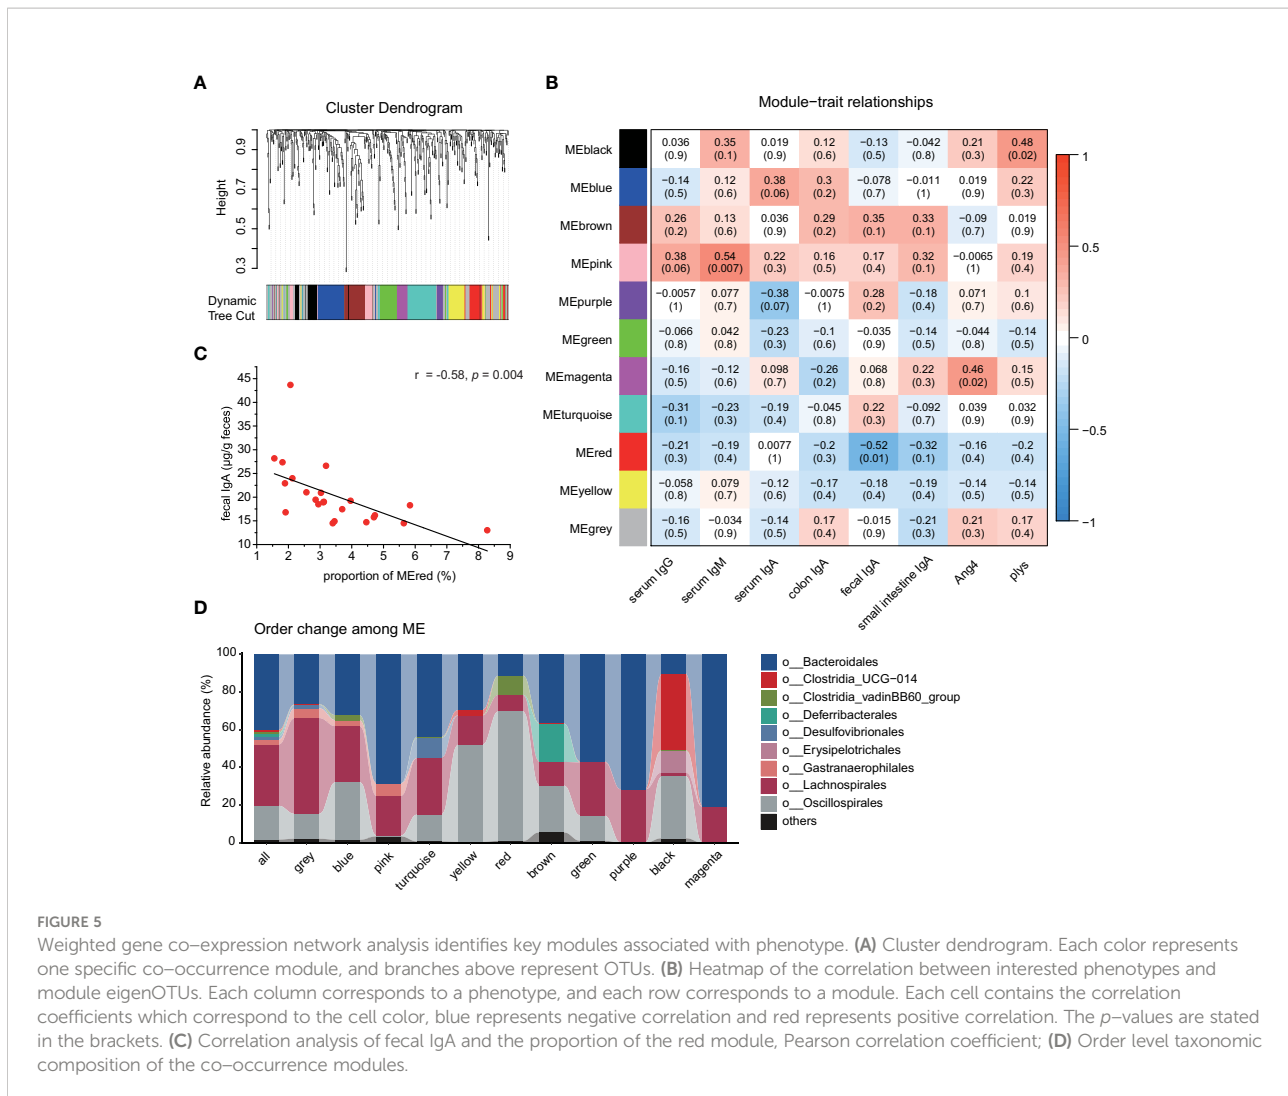 A
Cluster Dendrogram
Height
0.9
0.7
0.5
0.3
Dynamic
Tree Cut
B
Module−trait relationships
MEblack 0.036 0.35 0.019 0.12 −0.13 −0.042 0.21 0.48
(0.9) (0.1) (0.9) (0.6) (0.5) (0.8) (0.3) (0.02)
MEblue −0.14 0.12 0.38 0.3 −0.078 −0.011 0.019 0.22
(0.5) (0.6) (0.06) (0.2) (0.7) (1) (0.9) (0.3)
MEbrown 0.26 0.13 0.036 0.29 0.35 0.33 −0.09 0.019
(0.2) (0.6) (0.9) (0.2) (0.1) (0.1) (0.7) (0.9)
MEpink 0.38 0.54 0.22 0.16 0.17 0.32 −0.0065 0.19
(0.06) (0.007) (0.3) (0.5) (0.4) (0.1) (1) (0.4)
MEpurple −0.0057 0.077 −0.38 −0.0075 0.28 −0.18 0.071 0.1
(1) (0.7) (0.07) (1) (0.2) (0.4) (0.7) (0.6)
MEgreen −0.066 0.042 −0.23 −0.1 −0.035 −0.14 −0.044 −0.14
(0.8) (0.8) (0.3) (0.6) (0.9) (0.5) (0.8) (0.5)
MEmagenta −0.16 −0.12 0.098 −0.26 0.068 0.22 0.46 0.15
(0.5) (0.6) (0.7) (0.2) (0.8) (0.3) (0.02) (0.5)
MEturquoise −0.31 −0.23 −0.19 −0.045 0.22 −0.092 0.039 0.032
(0.1) (0.3) (0.4) (0.8) (0.3) (0.7) (0.9) (0.9)
MEred −0.21 −0.19 0.0077 −0.2 −0.52 −0.32 −0.16 −0.2
(0.3) (0.4) (1) (0.3) (0.01) (0.1) (0.4) (0.4)
MEyellow −0.058 0.079 −0.12 −0.17 −0.18 −0.19 −0.14 −0.14
(0.8) (0.7) (0.6) (0.4) (0.4) (0.4) (0.5) (0.5)
MEgrey −0.16 −0.034 −0.14 0.17 −0.015 −0.21 0.21 0.17
(0.5) (0.9) (0.5) (0.4) (0.9) (0.3) (0.3) (0.4)
serum IgG serum IgM serum IgA colon IgA fecal IgA small intestine IgA Ang4 plys
1
0.5
0
−0.5
−1
C
r = -0.58, p = 0.004
fecal IgA (µg/g feces)
45
40
35
30
25
20
15
10
1 2 3 4 5 6 7 8 9
proportion of MEred (%)
D
Order change among ME
Relative abundance (%)
100
80
60
40
20
0
all grey blue pink turquoise yellow red brown green purple black magenta
o__Bacteroidales
o__Clostridia_UCG−014
o__Clostridia_vadinBB60_group
o__Deferribacterales
o__Desulfovibrionales
o__Erysipelotrichales
o__Gastranaerophilales
o__Lachnospirales
o__Oscillospirales
others
FIGURE 5
Weighted gene co−expression network analysis identifies key modules associated with phenotype. (A) Cluster dendrogram. Each color represents
one specific co−occurrence module, and branches above represent OTUs. (B) Heatmap of the correlation between interested phenotypes and
module eigenOTUs. Each column corresponds to a phenotype, and each row corresponds to a module. Each cell contains the correlation
coefficients which correspond to the cell color, blue represents negative correlation and red represents positive correlation. The p−values are stated
in the brackets. (C) Correlation analysis of fecal IgA and the proportion of the red module, Pearson correlation coefficient; (D) Order level taxonomic
composition of the co−occurrence modules.